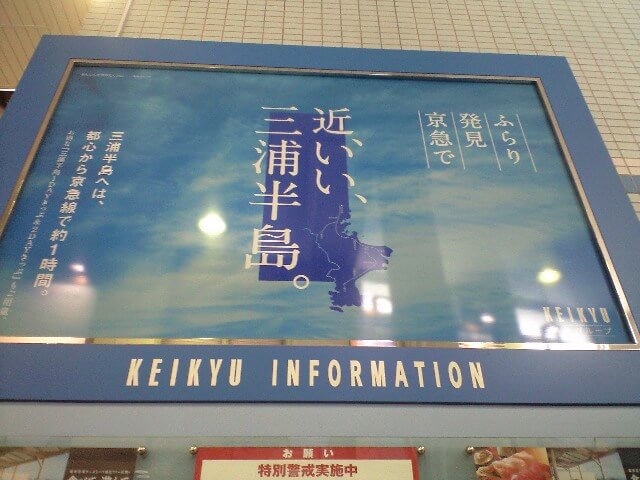 ふらり
発見
京急で
近い、いい、
三浦半島。
三浦半島へは、
都心から京急線で約1時間。
KEIKYU
KEIKYU INFORMATION
お願い
特別警戒実施中